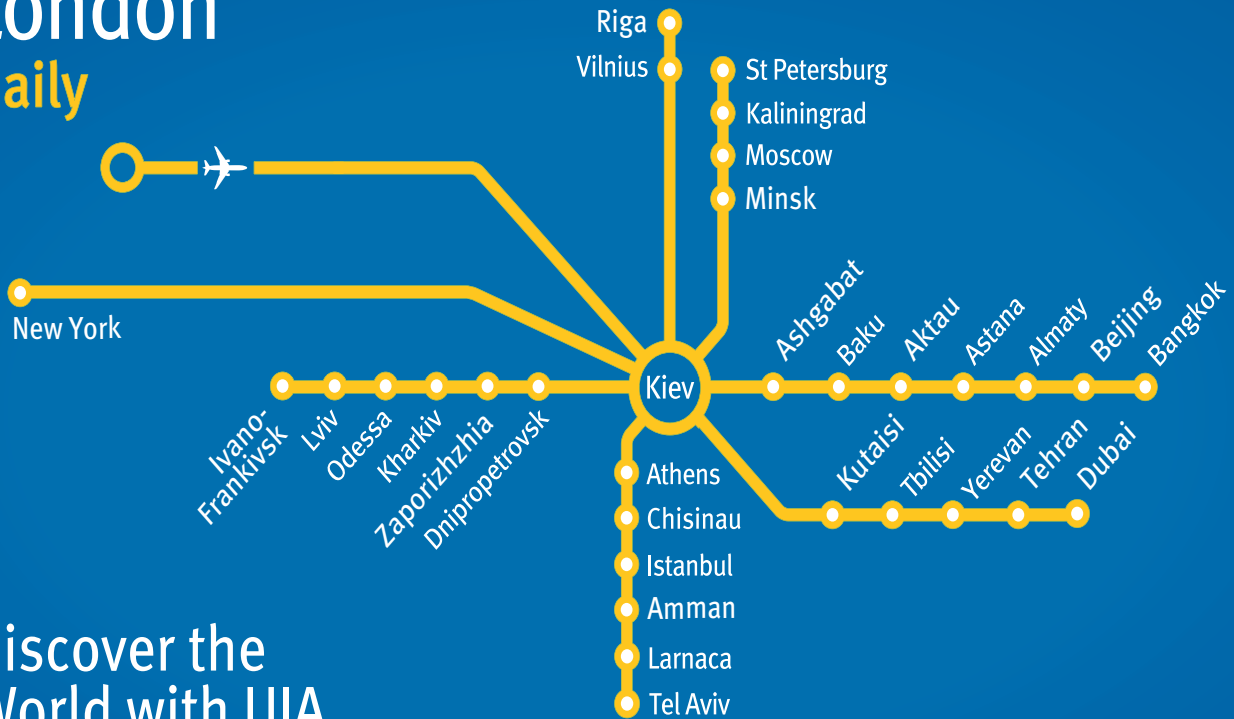 London
aily
Riga
Vilnius
St Petersburg
Kaliningrad
Moscow
Minsk
New York
Kiev
Ashgabat
Baku
Aktau
Astana
Almaty
Beijing
Bangkok
Ivano-
Frankivsk
Lviv
Odessa
Kharkiv
Zaporizhzhia
Dnipropetrovsk
Kutaisi
Tbilisi
Yerevan
Tehran
Dubai
Athens
Chisinau
Istanbul
Amman
Larnaca
Tel Aviv
iscover the
World with UIA